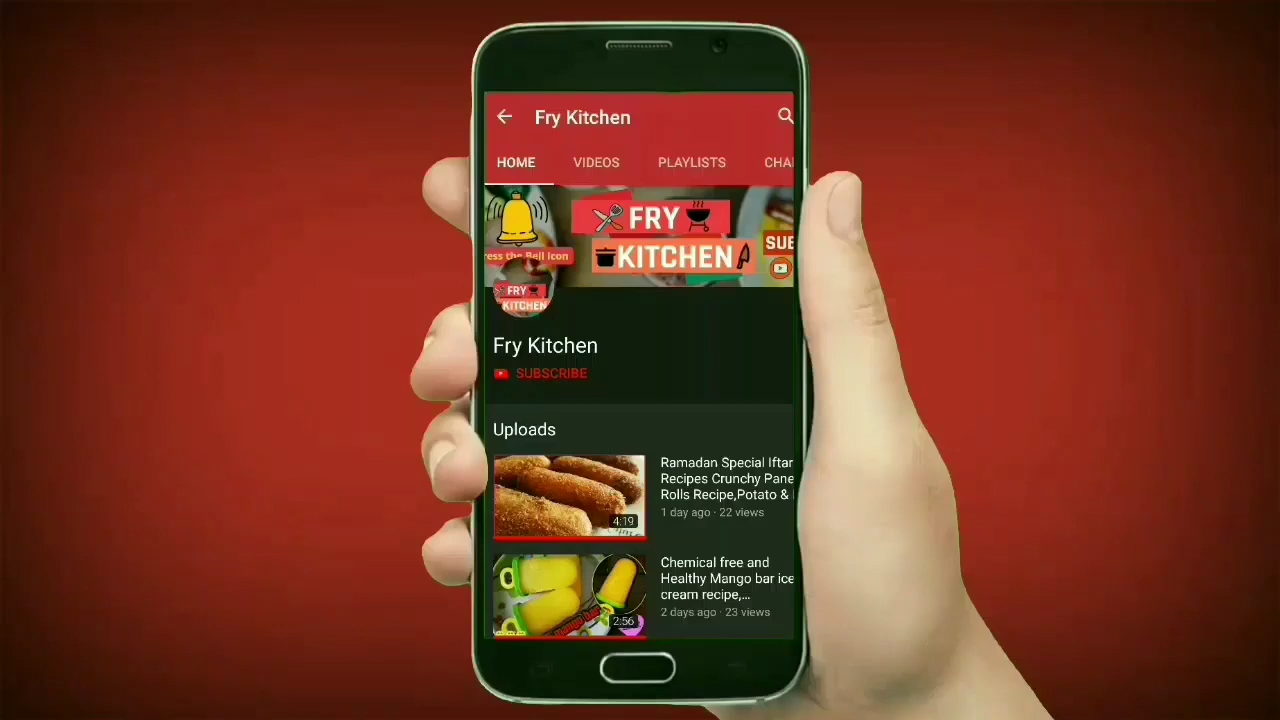 Fry Kitchen
HOME VIDEOS PLAYLISTS CHA
FRY
KITCHEN
SUB
ress the Bell Icon
FRY
KITCHEN
Fry Kitchen
SUBSCRIBE
Uploads
Ramadan Special Iftar
Recipes Crunchy Pane
Rolls Recipe,Potato &
1 day ago · 22 views
4:19
Chemical free and
Healthy Mango bar ice
cream recipe,...
2 days ago · 23 views
2:56